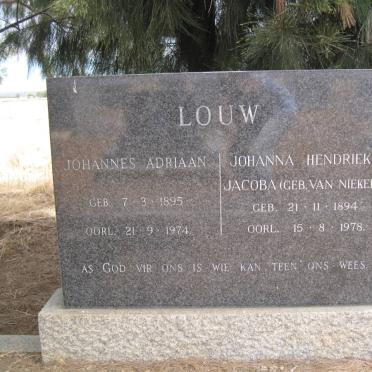 LOUW
JOHANNES ADRIAAN
GEB. 7-3-1895
OORL. 21-9-1974.
JOHANNA HENDRIEK
JACOBA (GEB. VAN NIEKE
GEB. 21-11-1894
OORL. 15-8-1978.
AS GOD VIR ONS IS WIE KAN TEEN ONS WEES